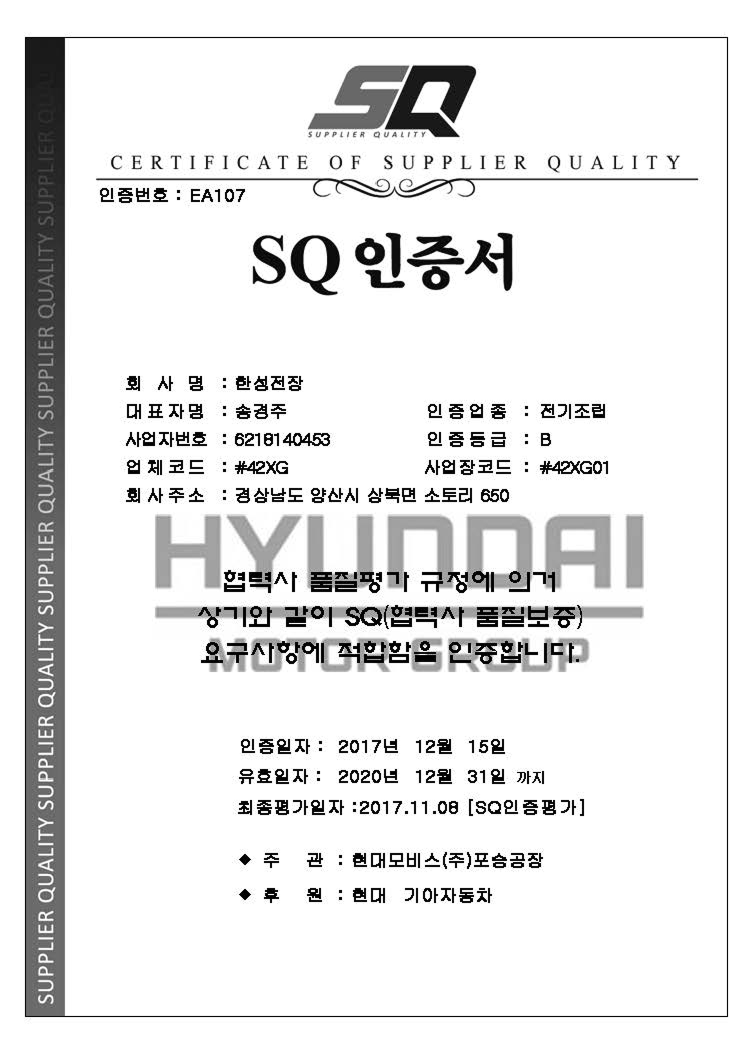 SUPPLIER QUALITY SUPPLIER QUALITY SUPPLIER QUALITY SUPPLIER QUALITY SUPPLIER QUALITY SUPPLIER QUAL
SQ
SUPPLIER QUALITY
CERTIFICATE OF SUPPLIER QUALITY
인증번호 : EA107
SQ 인증서
회 사 명 : 한성전장
대표자명 : 송경주 인증업종 : 전기조립
사업자번호 : 6218140453 인증등급 : B
업체코드 : #42XG 사업장코드 : #42XG01
회사주소 : 경상남도 양산시 상북면 소토리 650
HYUNDAI
협력사 품질평가 규정에 의거
상기와 같이 SQ(협력사 품질보증)
MOTOR GROUP
요구사항에 적합함을 인증합니다.
인증일자 : 2017년 12월 15일
유효일자 : 2020년 12월 31일 까지
최종평가일자 :2017.11.08 [SQ인증평가]
◆ 주 관 : 현대모비스(주)포승공장
◆ 후 원 : 현대 기아자동차